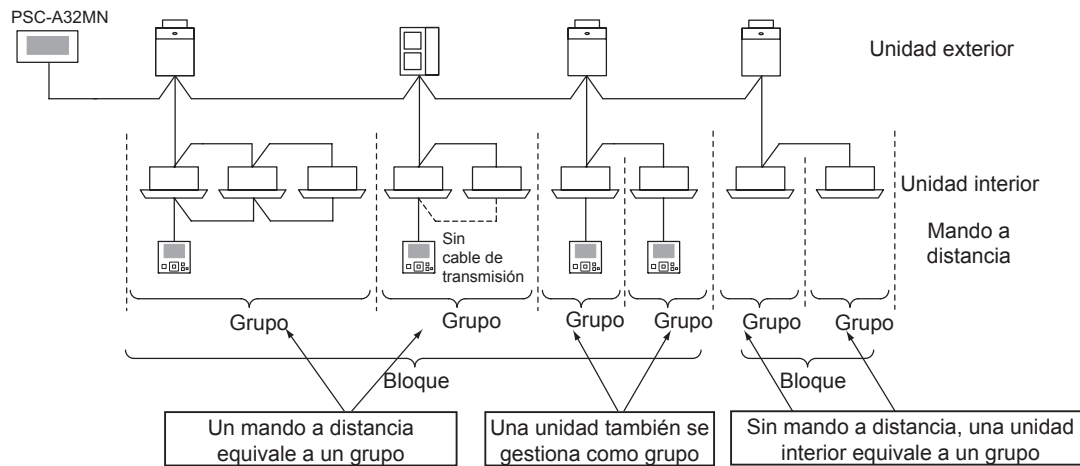 PSC-A32MN
Unidad exterior
Unidad interior
Mando a
distancia
Sin
cable de
transmisión
Grupo
Grupo
Grupo
Grupo
Grupo
Grupo
Bloque
Bloque
Un mando a distancia
equivale a un grupo
Una unidad también se
gestiona como grupo
Sin mando a distancia, una unidad
interior equivale a un grupo